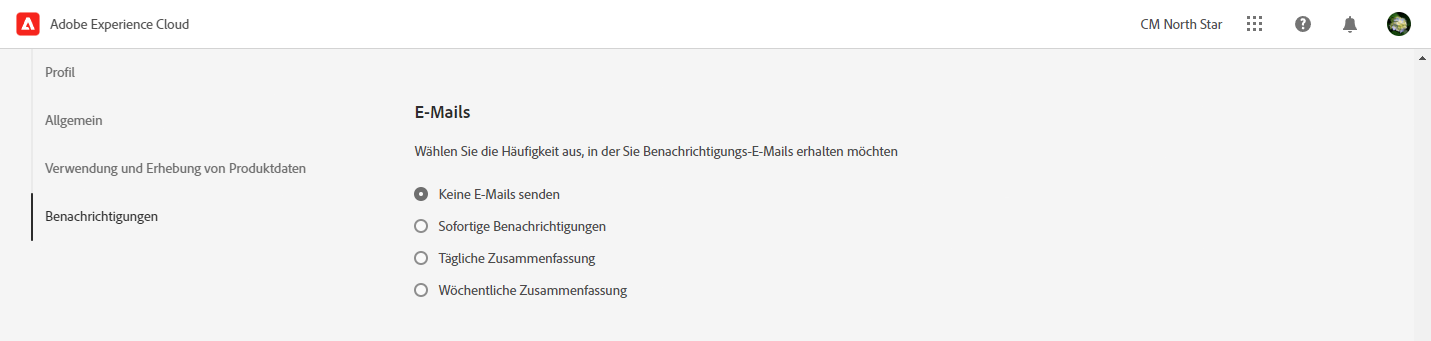 Adobe Experience Cloud
CM North Star
Profil
Allgemein
Verwendung und Erhebung von Produktdaten
Benachrichtigungen
E-Mails
Wählen Sie die Häufigkeit aus, in der Sie Benachrichtigungs-E-Mails erhalten möchten
Keine E-Mails senden
Sofortige Benachrichtigungen
Tägliche Zusammenfassung
Wöchentliche Zusammenfassung